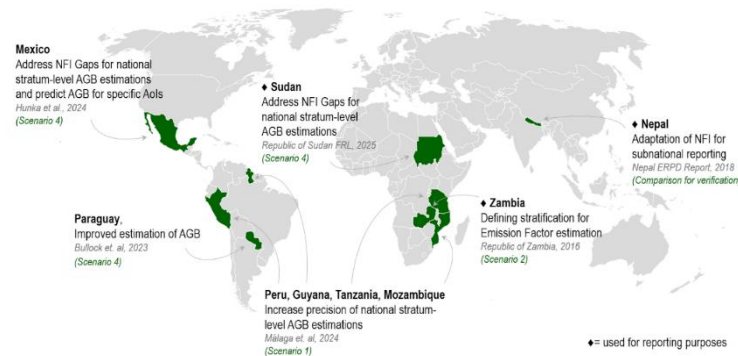 Mexico
Address NFI Gaps for national
stratum-level AGB estimations
and predict AGB for specific AoIs
Hunka et al., 2024
(Scenario 4)
♦ Sudan
Address NFI Gaps for
national stratum-level
AGB estimations
Republic of Sudan FRL, 2025
(Scenario 4)
♦ Nepal
Adaptation of NFI for
subnational reporting
Nepal ERPD Report, 2018
(Comparison for verification)
Paraguay,
Improved estimation of AGB
Bullock et. al, 2023
(Scenario 4)
♦ Zambia
Defining stratification for
Emission Factor estimation
Republic of Zambia, 2016
(Scenario 2)
Peru, Guyana, Tanzania, Mozambique
Increase precision of national stratum-
level AGB estimations
Málaga et. al, 2024
(Scenario 1)
♦= used for reporting purposes